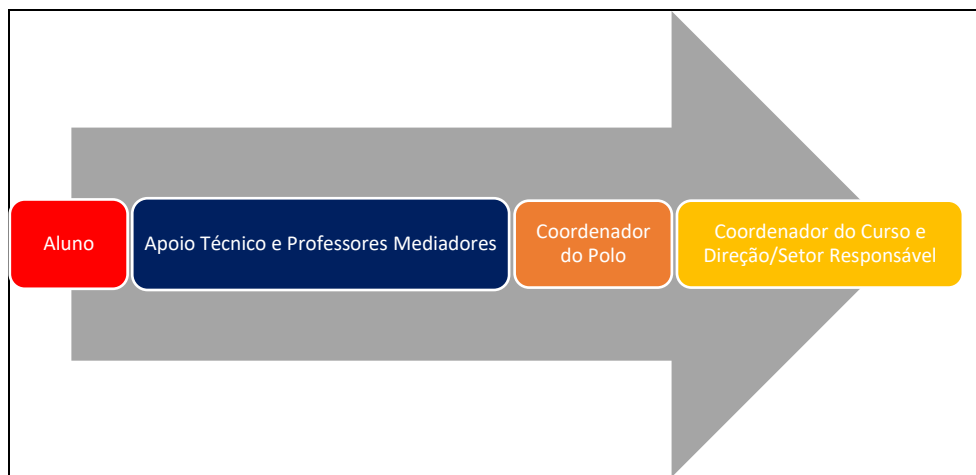 Aluno
Apoio Técnico e Professores Mediadores
Coordenador
do Polo
Coordenador do Curso e
Direção/Setor Responsável